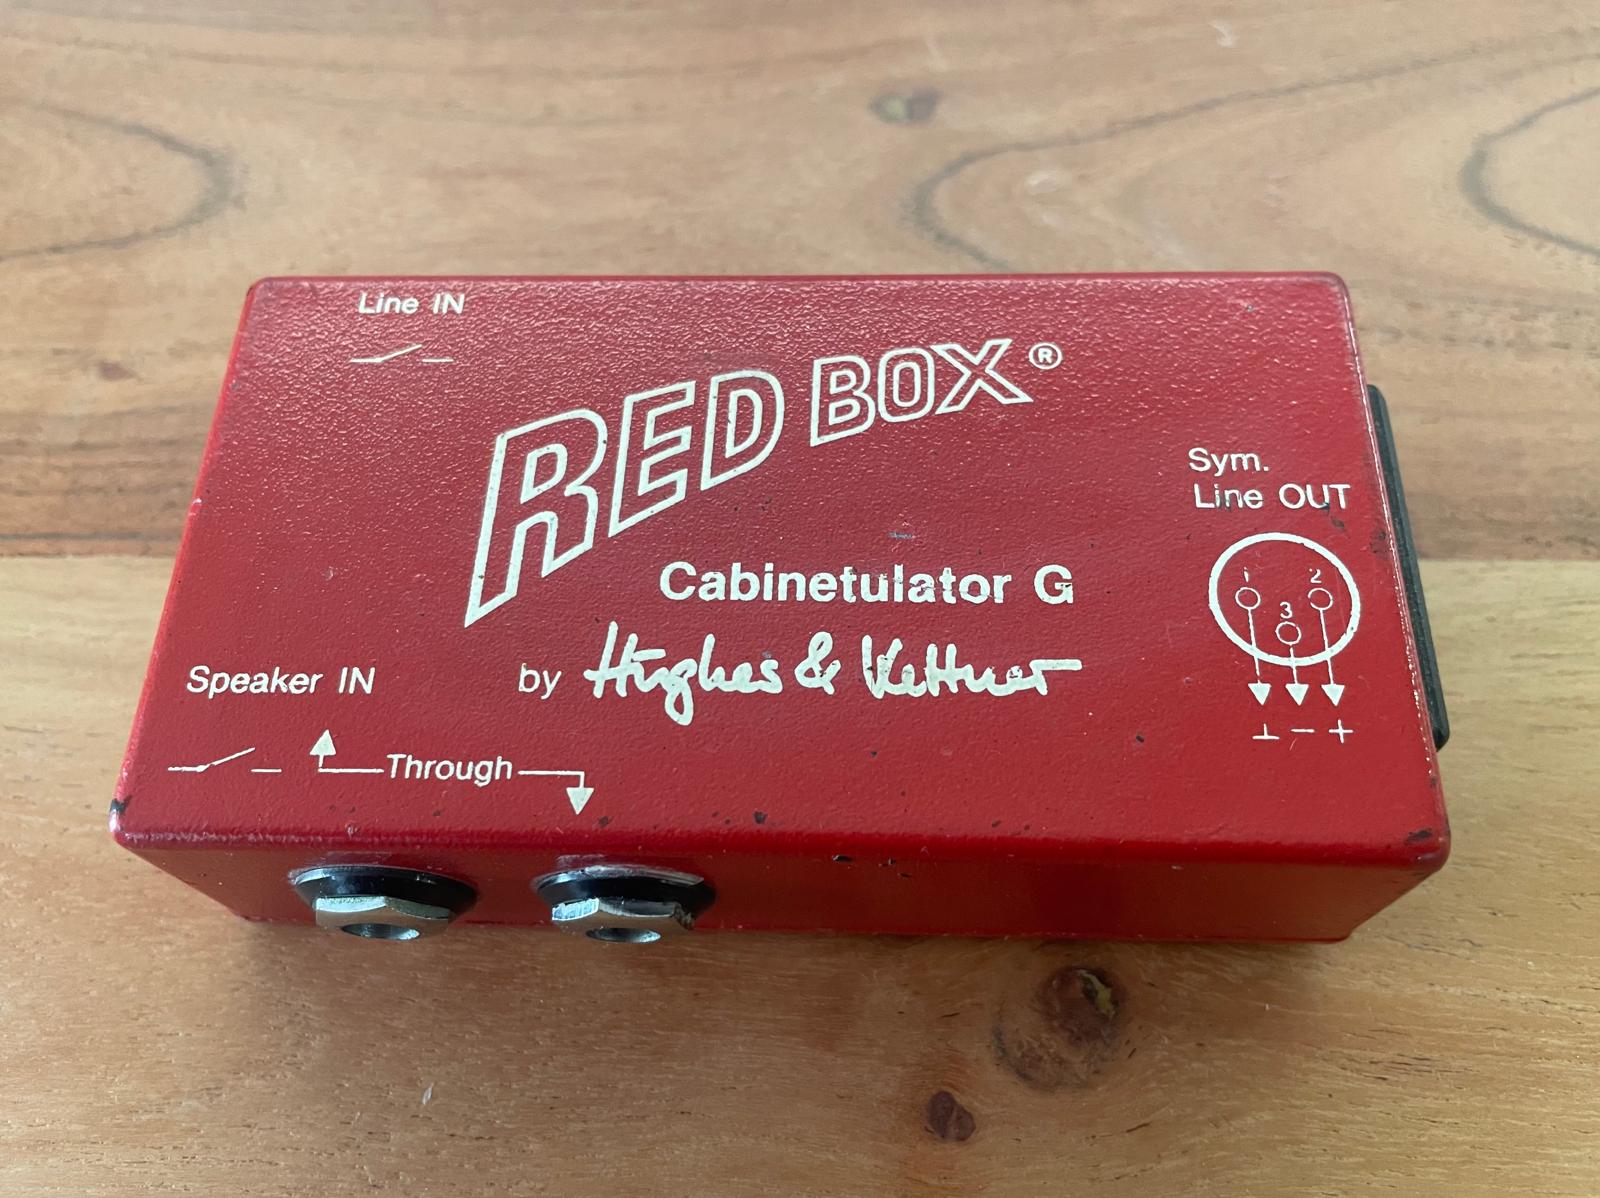 Line IN
RED BOX®
Sym.
Line OUT
Cabinetulator G
1 2
3
by Hughes & Kettner
Speaker IN
Through
⊥ − +